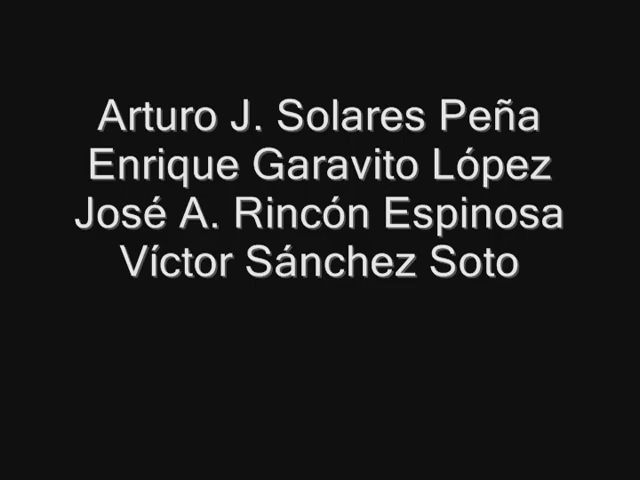 Arturo J. Solares Peña
Enrique Garavito López
José A. Rincón Espinosa
Víctor Sánchez Soto